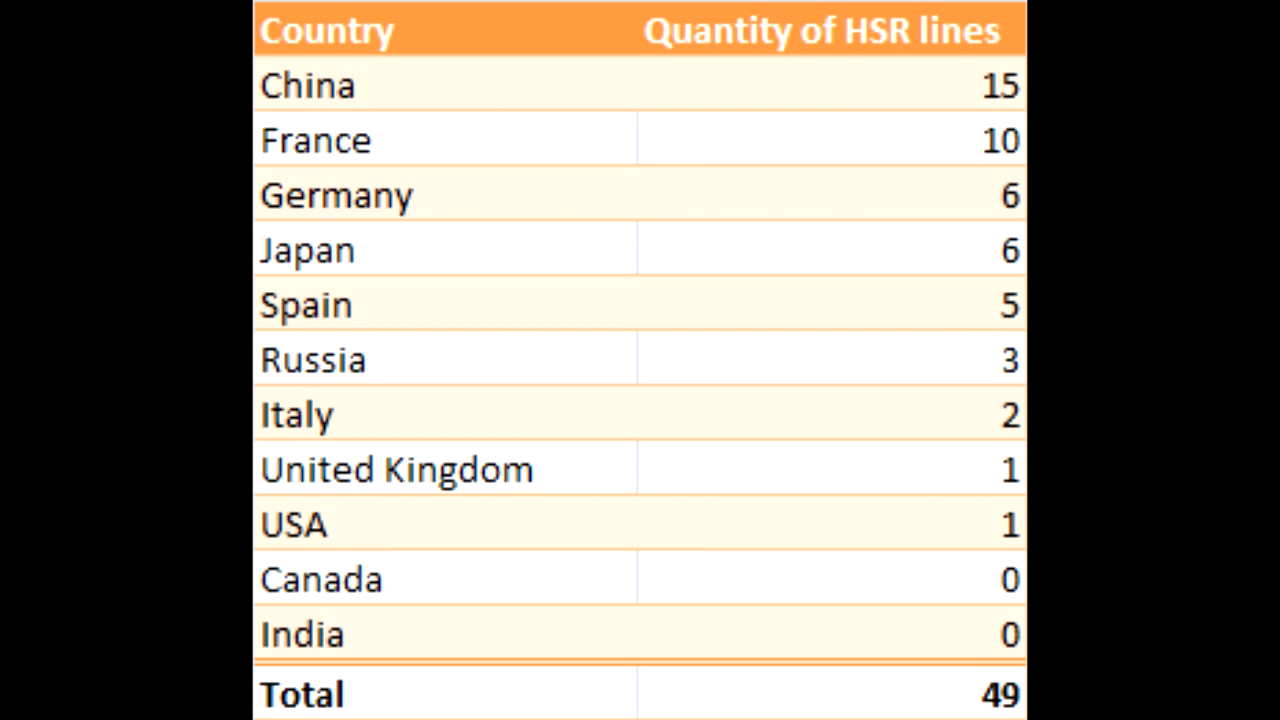 Country Quantity of HSR lines
China 15
France 10
Germany 6
Japan 6
Spain 5
Russia 3
Italy 2
United Kingdom 1
USA 1
Canada 0
India 0
Total 49